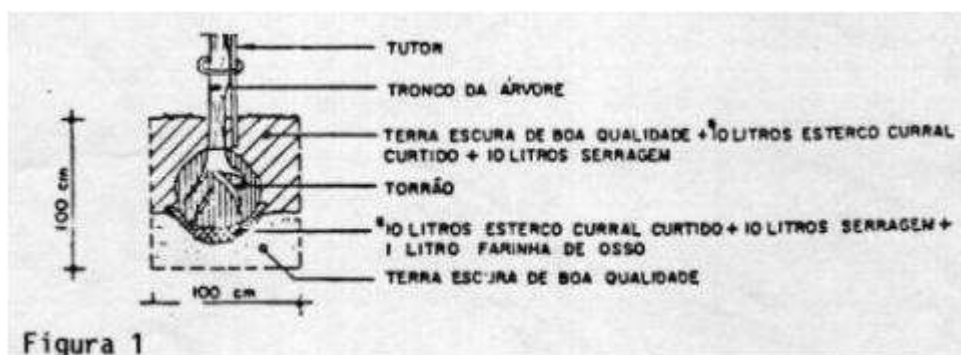 TUTOR
TRONCO DA ÁRVORE
TERRA ESCURA DE BOA QUALIDADE + *10 LITROS ESTERCO CURRAL
CURTIDO + 10 LITROS SERRAGEM
TORRÃO
*10 LITROS ESTERCO CURRAL CURTIDO + 10 LITROS SERRAGEM +
1 LITRO FARINHA DE OSSO
TERRA ESCURA DE BOA QUALIDADE
100 cm
100 cm
Figura 1